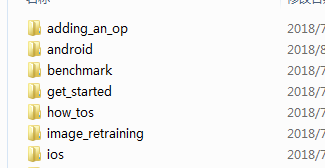 adding_an_op 2018/7
android 2018/8
benchmark 2018/7
get_started 2018/7
how_tos 2018/7
image_retraining 2018/7
ios 2018/7